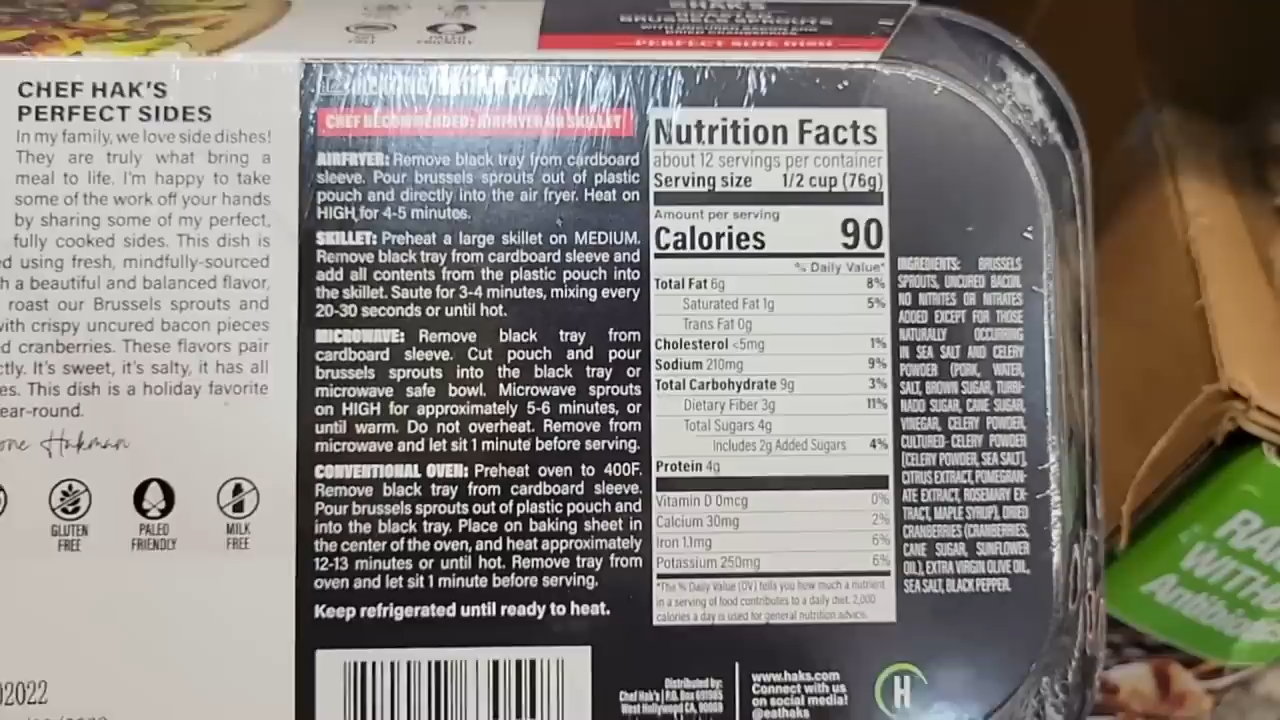 BRUSSELS SPROUTS
WITH UNCURED BACON AND
DRIED CRANBERRIES
PERFECT SIDE DISH
CHEF HAK'S
PERFECT SIDES
In my family, we love side dishes!
They are truly what bring a
meal to life. I'm happy to take
some of the work off your hands
by sharing some of my perfect,
fully cooked sides. This dish is
using fresh, mindfully-sourced
a beautiful and balanced flavor,
roast our Brussels sprouts and
with crispy uncured bacon pieces
cranberries. These flavors pair
It's sweet, it's salty, it has all
This dish is a holiday favorite
Hakman
GLUTEN
FREE
PALEO
FRIENDLY
MILK
FREE
02022
CHEF RECOMMENDED: AIRFRYER OR SKILLET
AIRFRYER: Remove black tray from cardboard
sleeve. Pour brussels sprouts out of plastic
pouch and directly into the air fryer. Heat on
HIGH for 4-5 minutes.
SKILLET: Preheat a large skillet on MEDIUM.
Remove black tray from cardboard sleeve and
add all contents from the plastic pouch into
the skillet. Saute for 3-4 minutes, mixing every
20-30 seconds or until hot.
MICROWAVE: Remove black tray from
cardboard sleeve. Cut pouch and pour
brussels sprouts into the black tray or
microwave safe bowl. Microwave sprouts
on HIGH for approximately 5-6 minutes, or
until warm. Do not overheat. Remove from
microwave and let sit 1 minute before serving.
CONVENTIONAL OVEN: Preheat oven to 400F.
Remove black tray from cardboard sleeve.
Pour brussels sprouts out of plastic pouch and
into the black tray. Place on baking sheet in
the center of the oven, and heat approximately
12-13 minutes or until hot. Remove tray from
oven and let sit 1 minute before serving.
Keep refrigerated until ready to heat.
Nutrition Facts
about 12 servings per container
Serving size 1/2 cup (76g)
Amount per serving
Calories 90
% Daily Value*
Total Fat 6g 8%
Saturated Fat 1g 5%
Trans Fat 0g
Cholesterol <5mg 1%
Sodium 210mg 9%
Total Carbohydrate 9g 3%
Dietary Fiber 3g 11%
Total Sugars 4g
Includes 2g Added Sugars 4%
Protein 4g
Vitamin D 0mcg 0%
Calcium 30mg 2%
Iron 1.1mg 6%
Potassium 250mg 6%
*The % Daily Value (DV) tells you how much a nutrient
in a serving of food contributes to a daily diet. 2,000
calories a day is used for general nutrition advice.
INGREDIENTS: BRUSSELS
SPROUTS, UNCURED BACON,
NO NITRITES OR NITRATES
ADDED EXCEPT FOR THOSE
NATURALLY OCCURRING
IN SEA SALT AND CELERY
POWDER (PORK, WATER,
SALT, BROWN SUGAR, TURBI-
NADO SUGAR, CANE SUGAR,
VINEGAR, CELERY POWDER,
CULTURED CELERY POWDER
(CELERY POWDER, SEA SALT),
CITRUS EXTRACT, POMEGRAN-
ATE EXTRACT, ROSEMARY EX-
TRACT, MAPLE SYRUP), DRIED
CRANBERRIES (CRANBERRIES,
CANE SUGAR, SUNFLOWER
OIL), EXTRA VIRGIN OLIVE OIL,
SEA SALT, BLACK PEPPER.
Distributed by:
Chef Hak's | P.O. Box 691985
West Hollywood CA, 90069
www.haks.com
Connect with us
on social media!
@eathaks
H